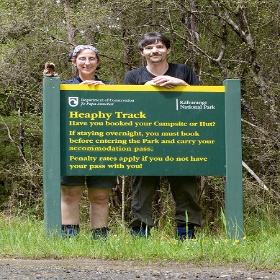 Department of Conservation
Te Papa Atawhai
Kahurangi
National Park
Heaphy Track
Have you booked your Campsite or Hut?
If staying overnight, you must book
before entering the Park and carry your
accommodation pass.
Penalty rates apply if you do not have
your pass with you!